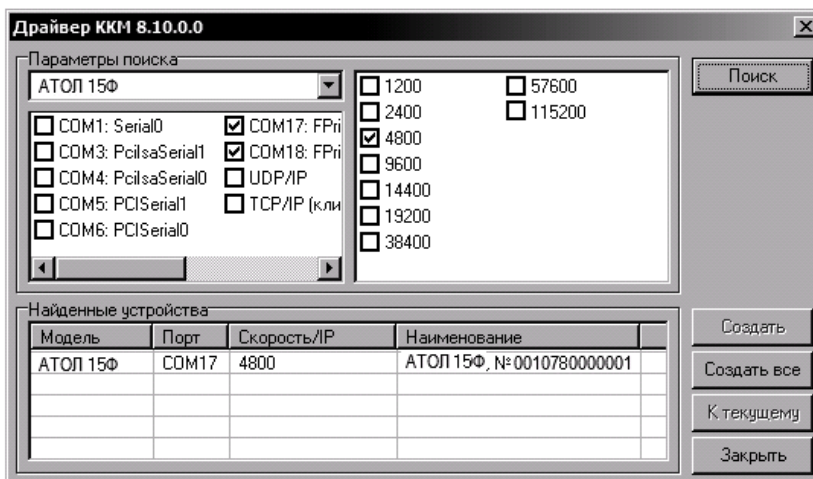 Драйвер ККМ 8.10.0.0
Параметры поиска
АТОЛ 15Ф
COM1: Serial0
COM3: PciIsaSerial1
COM4: PciIsaSerial0
COM5: PCISerial1
COM6: PCISerial0
COM17: FPri
COM18: FPri
UDP/IP
TCP/IP (кли
1200
2400
4800
9600
14400
19200
38400
57600
115200
Поиск
Найденные устройства
Модель Порт Скорость/IP Наименование
АТОЛ 15Ф COM17 4800 АТОЛ 15Ф, №0010780000001
Создать
Создать все
К текущему
Закрыть